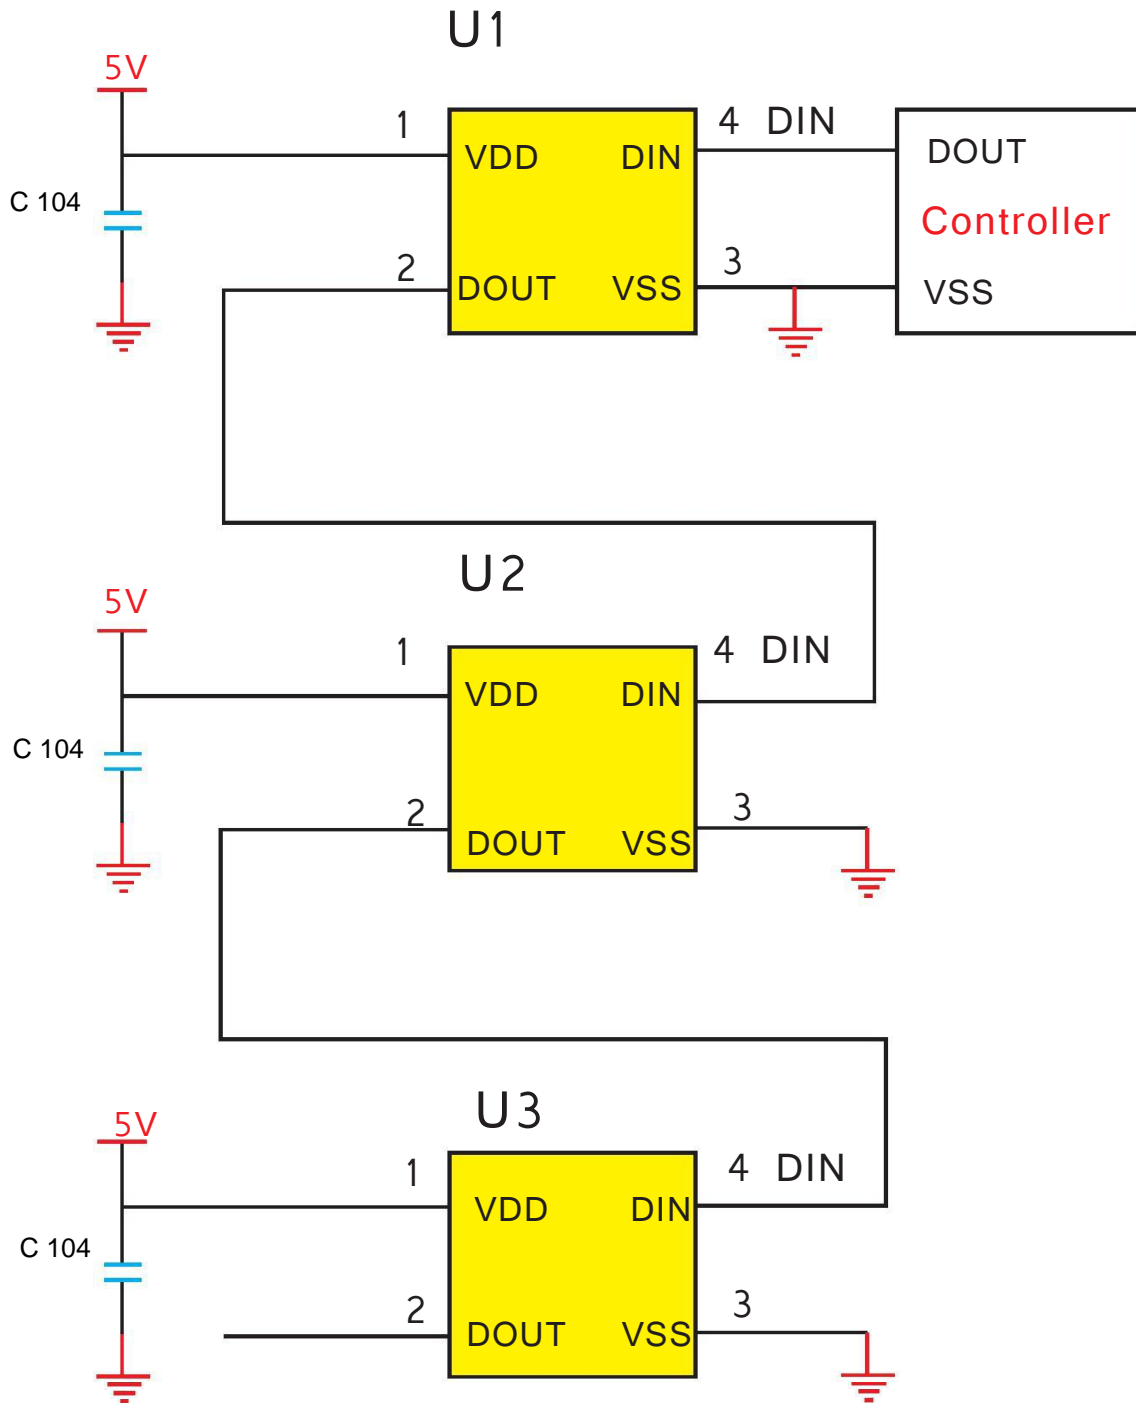 U1
5V
1
4 DIN
VDD
DIN
DOUT
C 104
Controller
2
3
DOUT
VSS
VSS
U2
5V
1
4 DIN
VDD
DIN
C 104
2
3
DOUT
VSS
U3
5V
1
4 DIN
VDD
DIN
C 104
2
3
DOUT
VSS